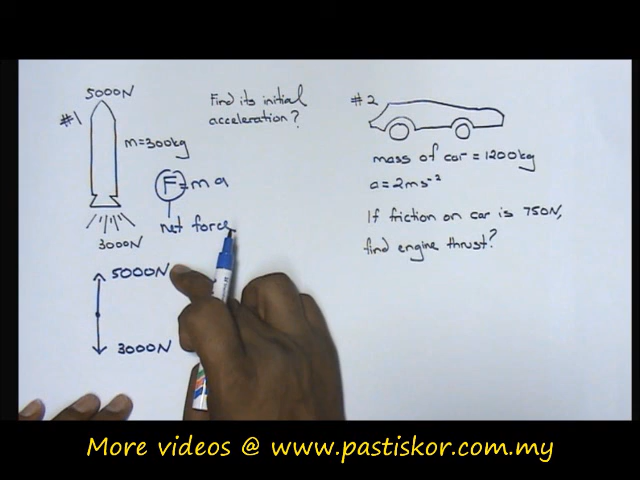 5000N
#1
m=300kg
F=ma
net force
3000N
5000N
3000N
Find its initial
acceleration?
#2
mass of car = 1200kg
a=2ms⁻²
If friction on car is 750N,
find engine thrust?
More videos @ www.pastiskor.com.my